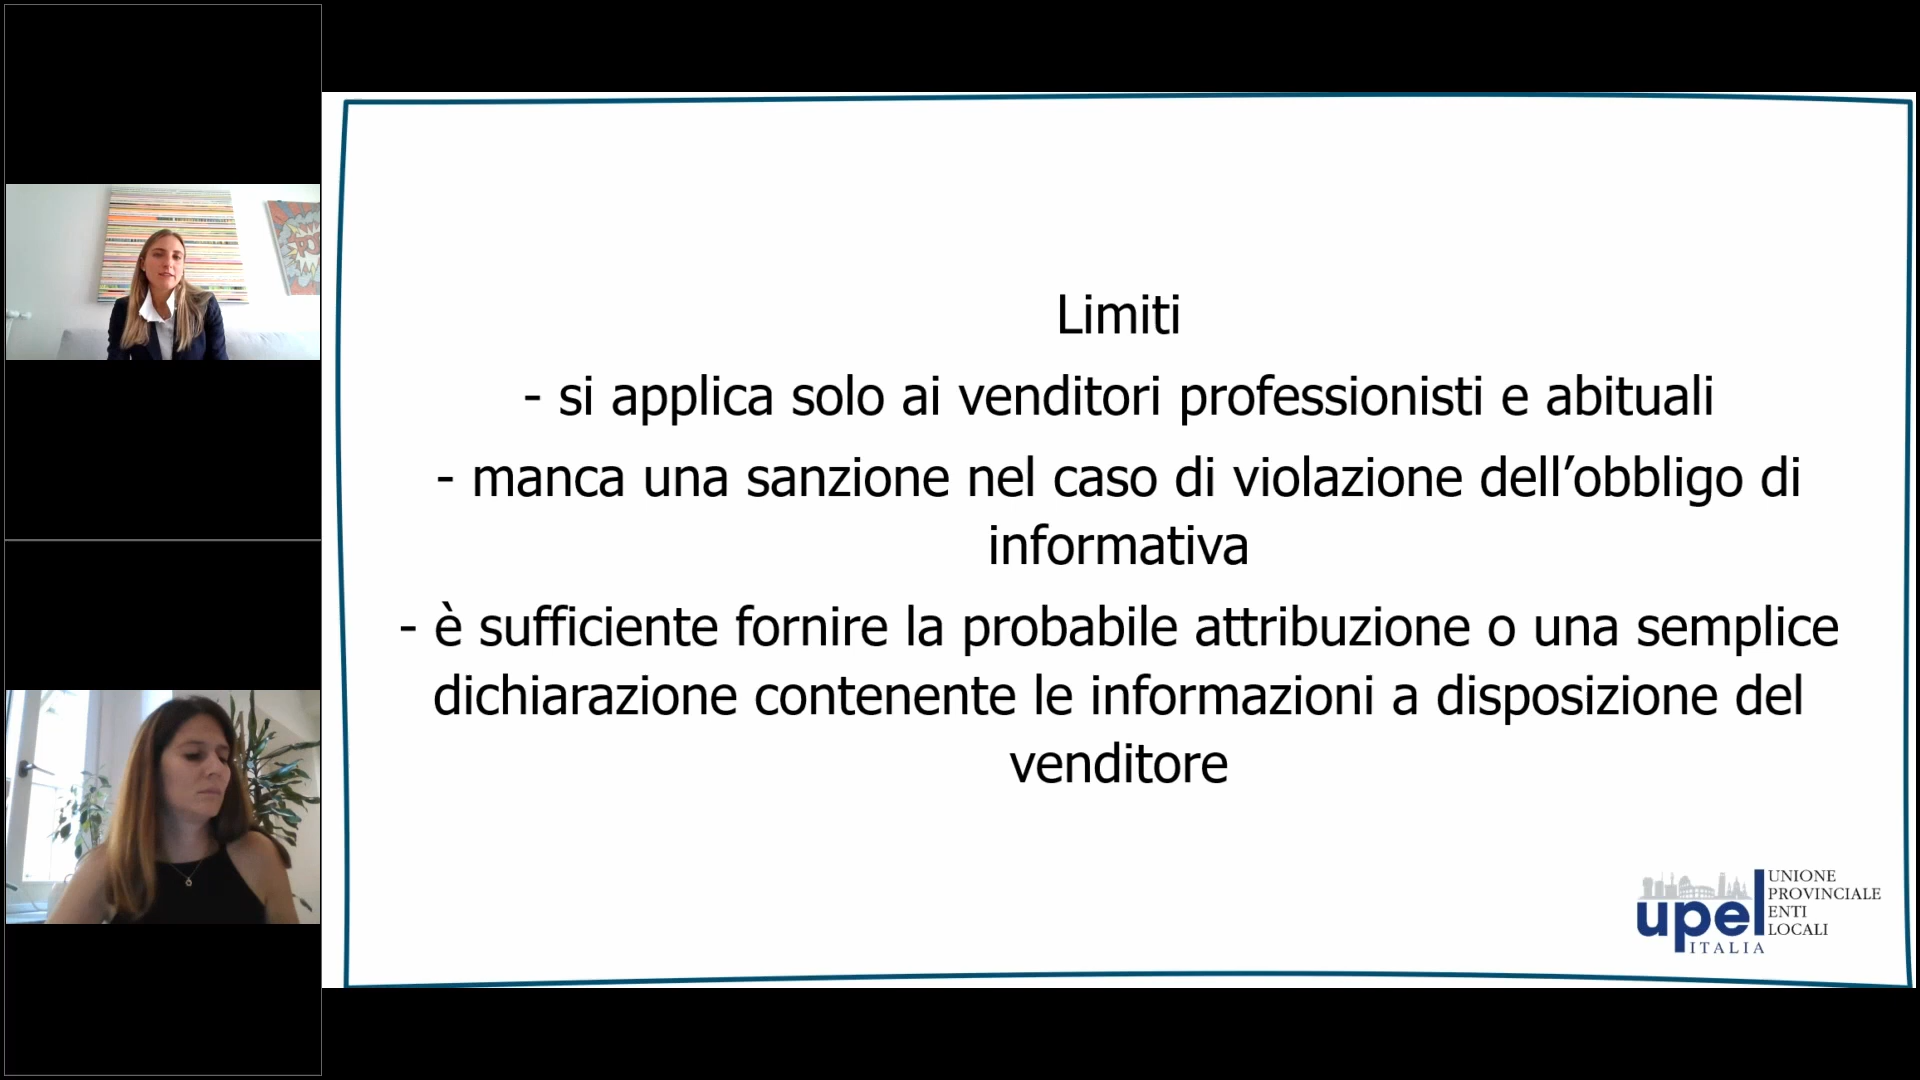 Limiti
- si applica solo ai venditori professionisti e abituali
- manca una sanzione nel caso di violazione dell’obbligo di
informativa
- è sufficiente fornire la probabile attribuzione o una semplice
dichiarazione contenente le informazioni a disposizione del
venditore
upel
ITALIA
UNIONE
PROVINCIALE
ENTI
LOCALI